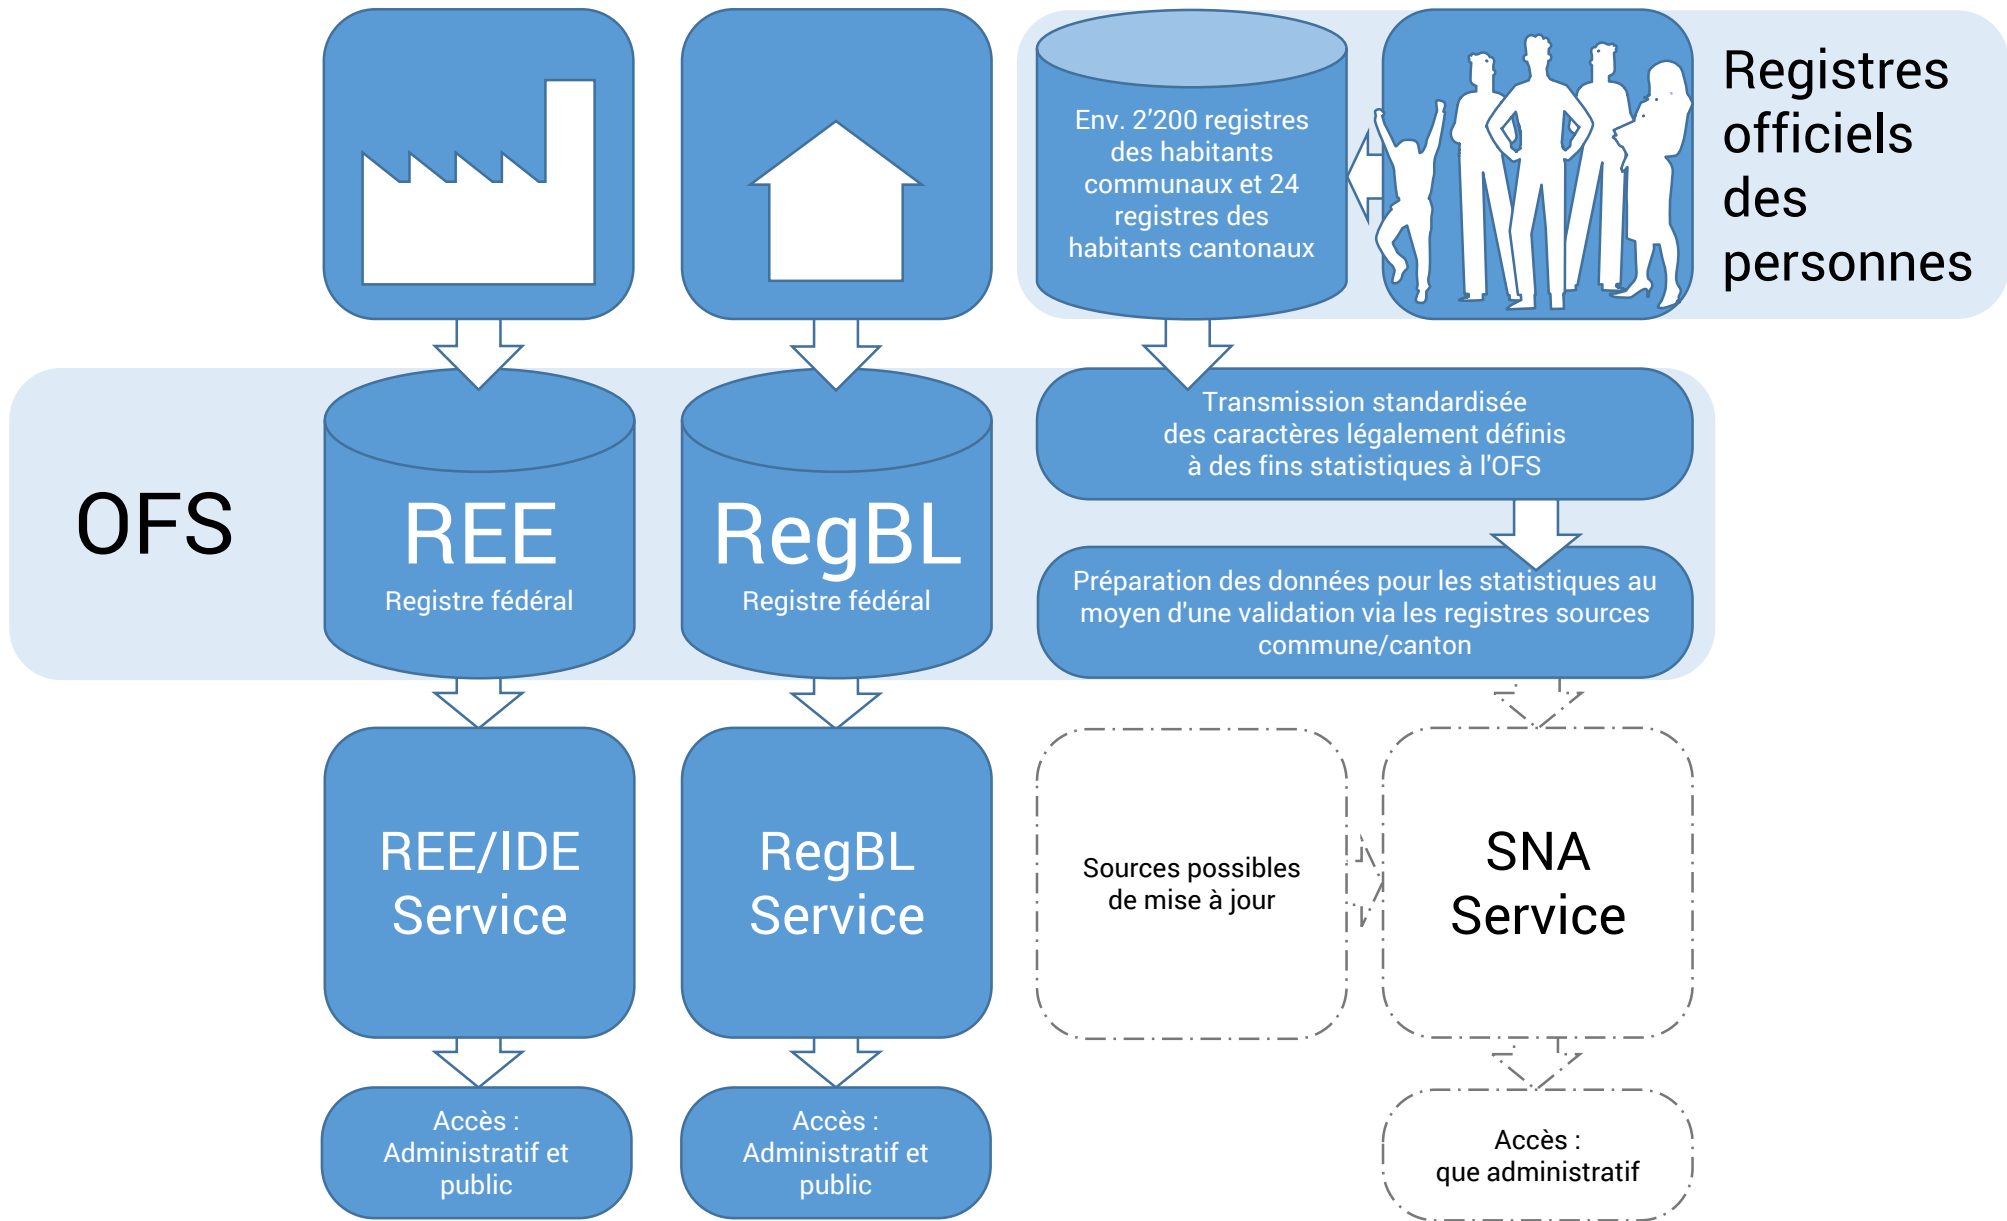 Env. 2'200 registres
des habitants
communaux et 24
registres des
habitants cantonaux
Registres
officiels
des
personnes
OFS
REE
Registre fédéral
RegBL
Registre fédéral
Transmission standardisée
des caractères légalement définis
à des fins statistiques à l'OFS
Préparation des données pour les statistiques au
moyen d'une validation via les registres sources
commune/canton
REE/IDE
Service
RegBL
Service
Sources possibles
de mise à jour
SNA
Service
Accès :
Administratif et
public
Accès :
Administratif et
public
Accès :
que administratif